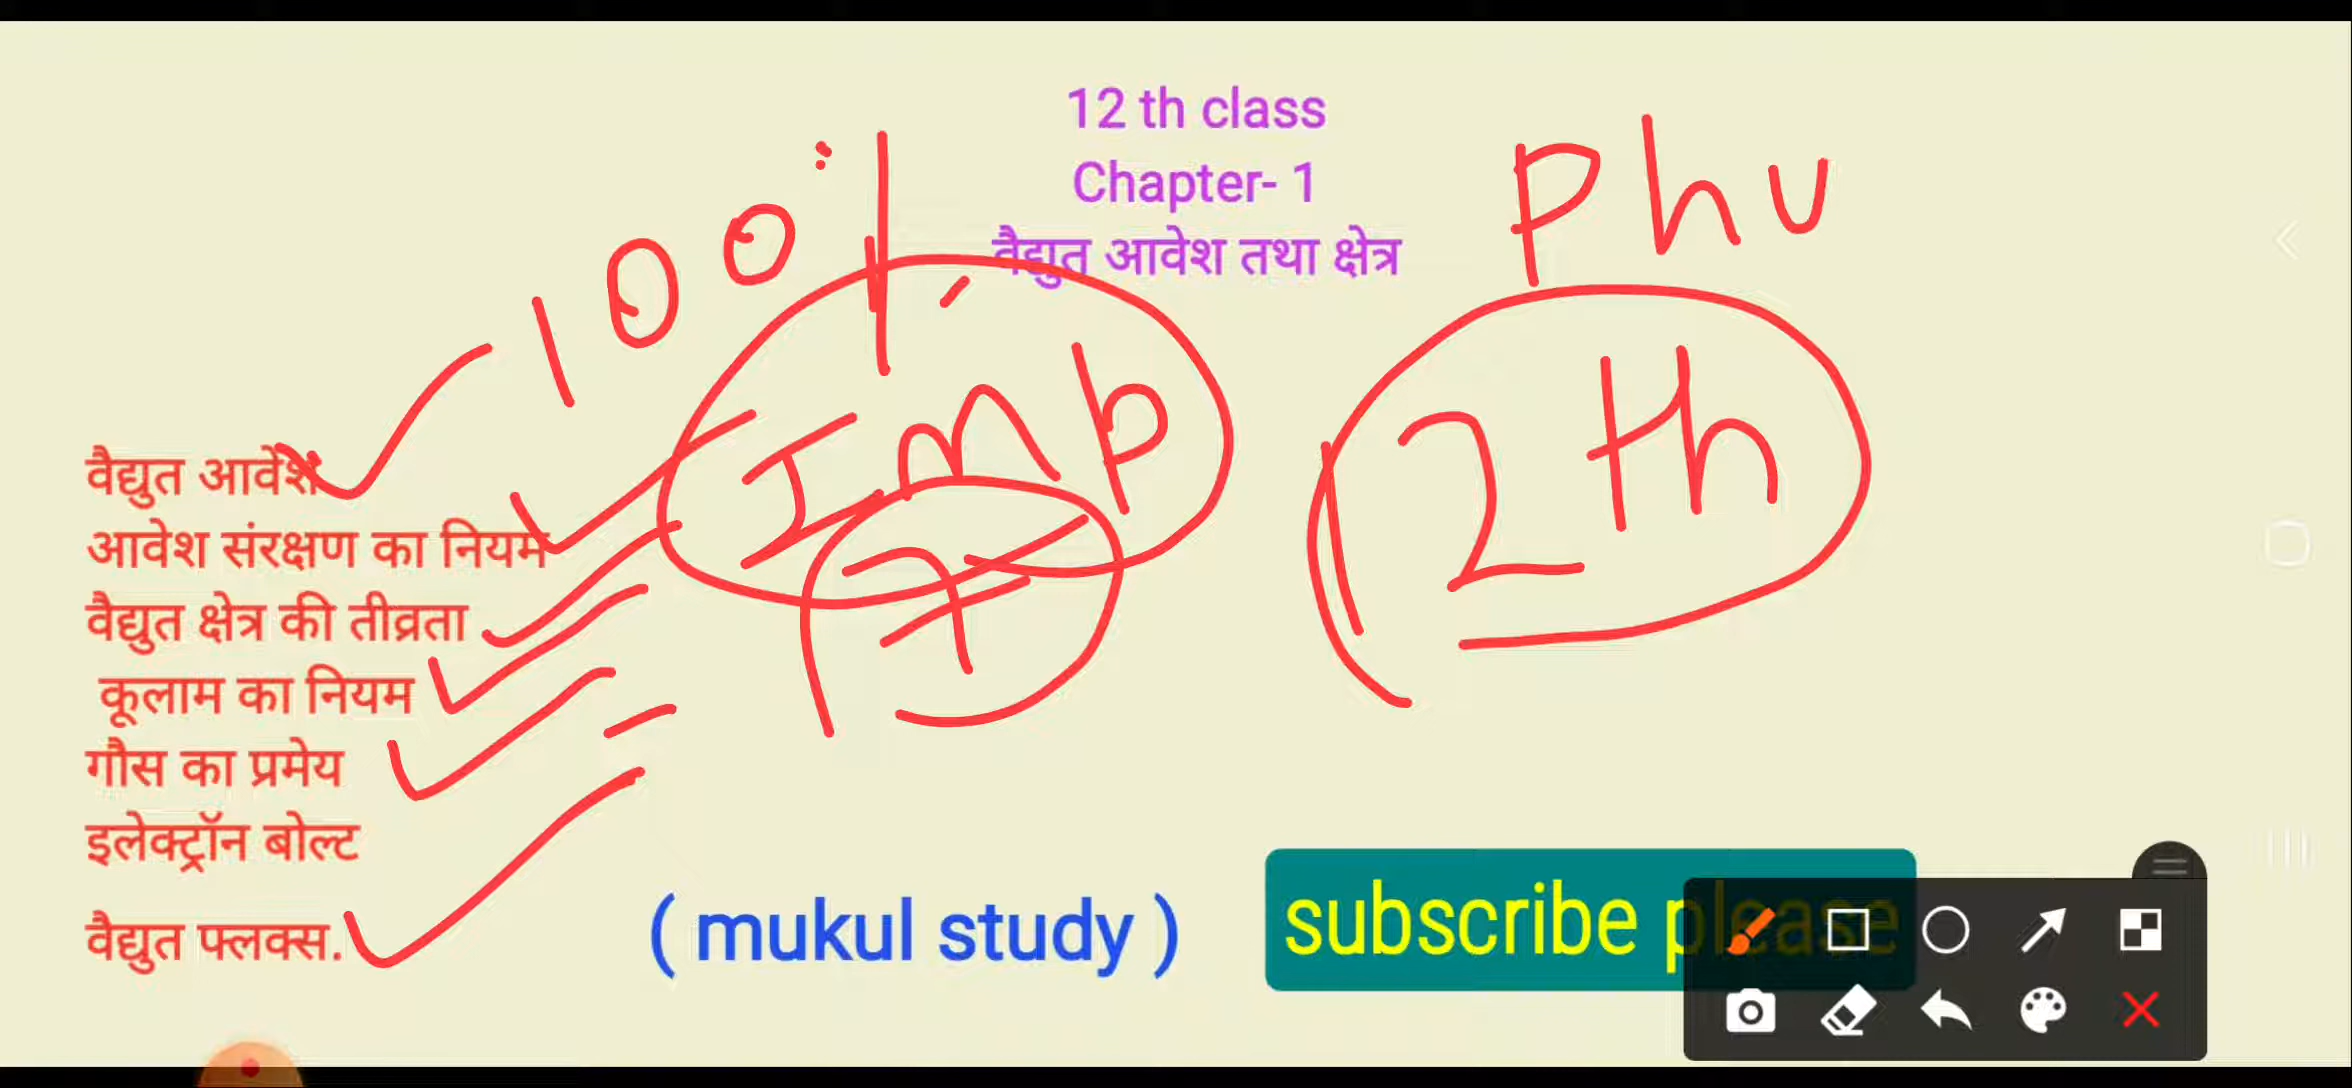 12 th class
Chapter- 1
वैद्युत आवेश तथा क्षेत्र
Phy
100%
Imp
7
12th
वैद्युत आवेश
आवेश संरक्षण का नियम
वैद्युत क्षेत्र की तीव्रता
कूलाम का नियम
गौस का प्रमेय
इलेक्ट्रॉन बोल्ट
वैद्युत फ्लक्स.
( mukul study )
subscribe please